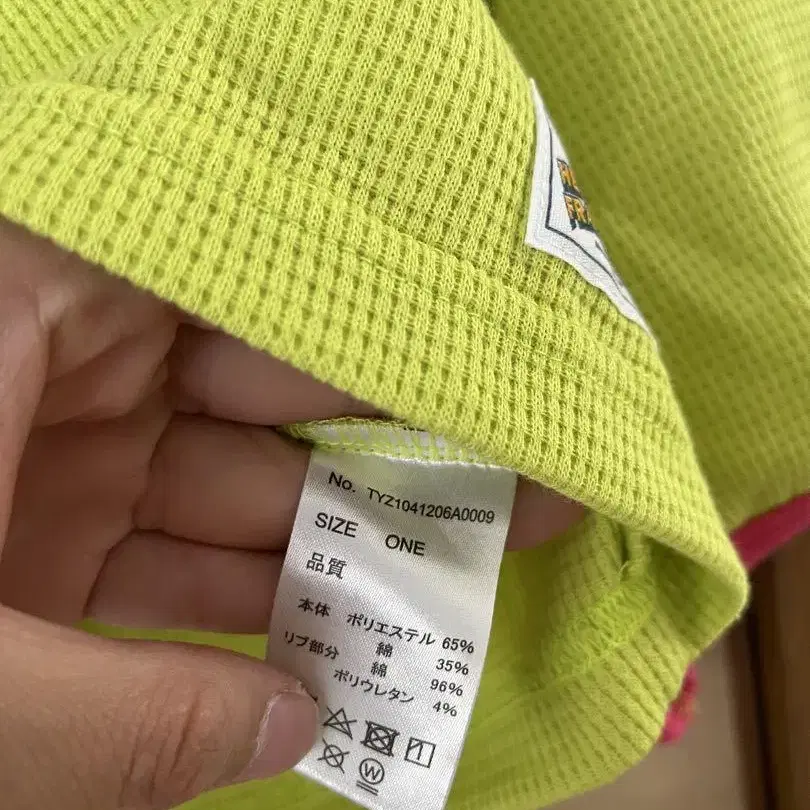 No. TYZ1041206A0009
SIZE ONE
品質
本体 ポリエステル 65%
綿 35%
リブ部分 綿 96%
ポリウレタン 4%
W